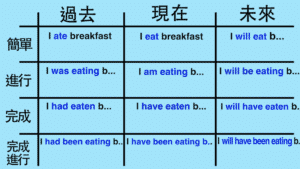 過去 現在 未來
簡單 I ate breakfast I eat breakfast I will eat b...
進行 I was eating b... I am eating b... I will be eating b...
完成 I had eaten b... I have eaten b... I will have eaten b.
完成 進行 I had been eating b.. I have been eating b.. I will have been eating b.